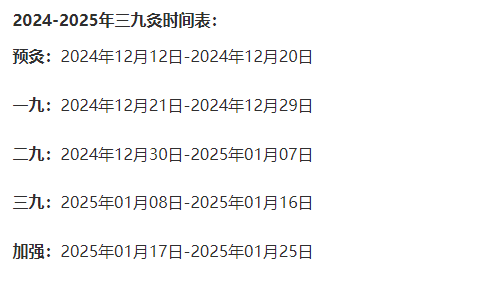 2024-2025年三九灸时间表：
预灸：2024年12月12日-2024年12月20日
一九：2024年12月21日-2024年12月29日
二九：2024年12月30日-2025年01月07日
三九：2025年01月08日-2025年01月16日
加强：2025年01月17日-2025年01月25日